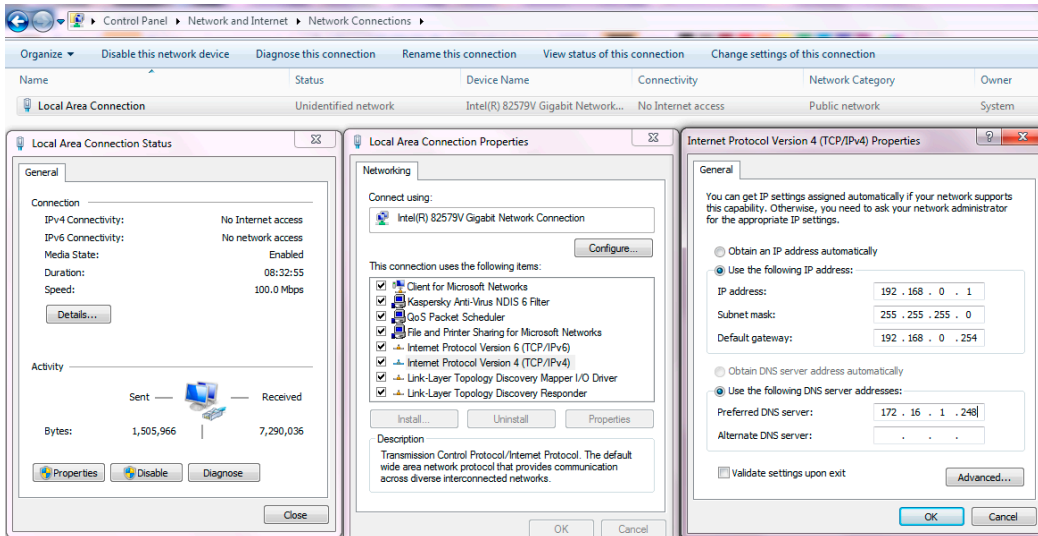 Control Panel ▸ Network and Internet ▸ Network Connections ▸
Organize Disable this network device Diagnose this connection Rename this connection View status of this connection Change settings of this connection
Name Status Device Name Connectivity Network Category Owner
Local Area Connection Unidentified network Intel(R) 82579V Gigabit Network... No Internet access Public network System
Local Area Connection Status
General
Connection
IPv4 Connectivity: No Internet access
IPv6 Connectivity: No network access
Media State: Enabled
Duration: 08:32:55
Speed: 100.0 Mbps
Details...
Activity
Sent Received
Bytes: 1,505,966 7,290,036
Properties Disable Diagnose
Close
Local Area Connection Properties
Networking
Connect using:
Intel(R) 82579V Gigabit Network Connection
Configure...
This connection uses the following items:
Client for Microsoft Networks
Kaspersky Anti-Virus NDIS 6 Filter
QoS Packet Scheduler
File and Printer Sharing for Microsoft Networks
Internet Protocol Version 6 (TCP/IPv6)
Internet Protocol Version 4 (TCP/IPv4)
Link-Layer Topology Discovery Mapper I/O Driver
Link-Layer Topology Discovery Responder
Install... Uninstall Properties
Description
Transmission Control Protocol/Internet Protocol. The default
wide area network protocol that provides communication
across diverse interconnected networks.
OK Cancel
Internet Protocol Version 4 (TCP/IPv4) Properties
General
You can get IP settings assigned automatically if your network supports
this capability. Otherwise, you need to ask your network administrator
for the appropriate IP settings.
Obtain an IP address automatically
Use the following IP address:
IP address: 192 . 168 . 0 . 1
Subnet mask: 255 . 255 . 255 . 0
Default gateway: 192 . 168 . 0 . 254
Obtain DNS server address automatically
Use the following DNS server addresses:
Preferred DNS server: 172 . 16 . 1 . 248
Alternate DNS server: . . .
Validate settings upon exit
Advanced...
OK Cancel